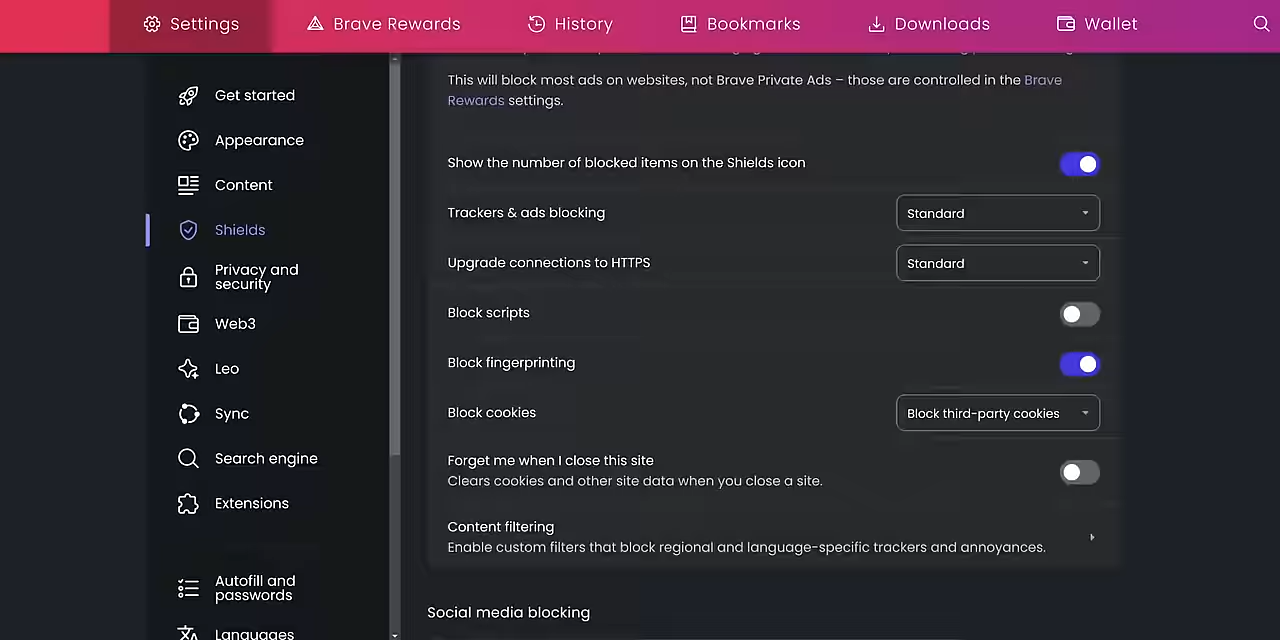 Settings
Brave Rewards
History
Bookmarks
Downloads
Wallet
Get started
Appearance
Content
Shields
Privacy and
security
Web3
Leo
Sync
Search engine
Extensions
Autofill and
passwords
Languages
This will block most ads on websites, not Brave Private Ads – those are controlled in the Brave
Rewards settings.
Show the number of blocked items on the Shields icon
Trackers & ads blocking
Standard
Upgrade connections to HTTPS
Standard
Block scripts
Block fingerprinting
Block cookies
Block third-party cookies
Forget me when I close this site
Clears cookies and other site data when you close a site.
Content filtering
Enable custom filters that block regional and language-specific trackers and annoyances.
Social media blocking